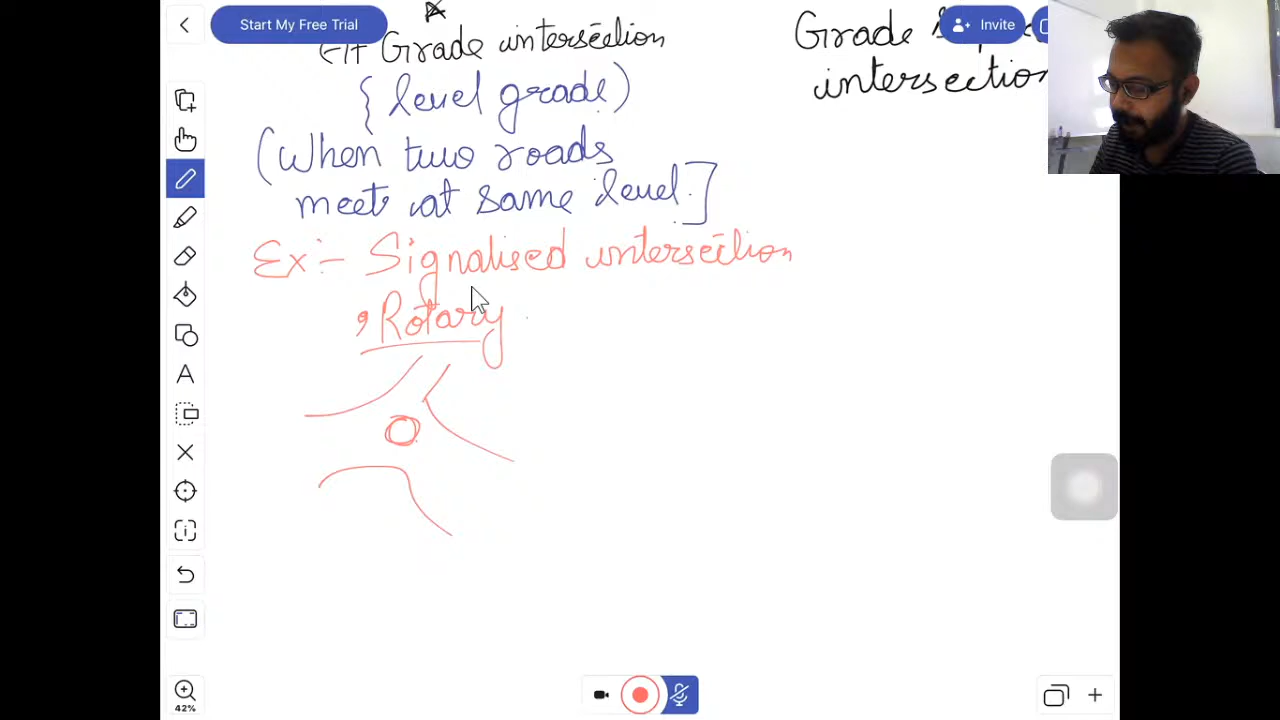 Start My Free Trial
Invite
At Grade intersection
Grade
intersection
{ level grade)
(When two roads
meet at same level.]
Ex :- Signalised intersection
, Rotary
A
42%